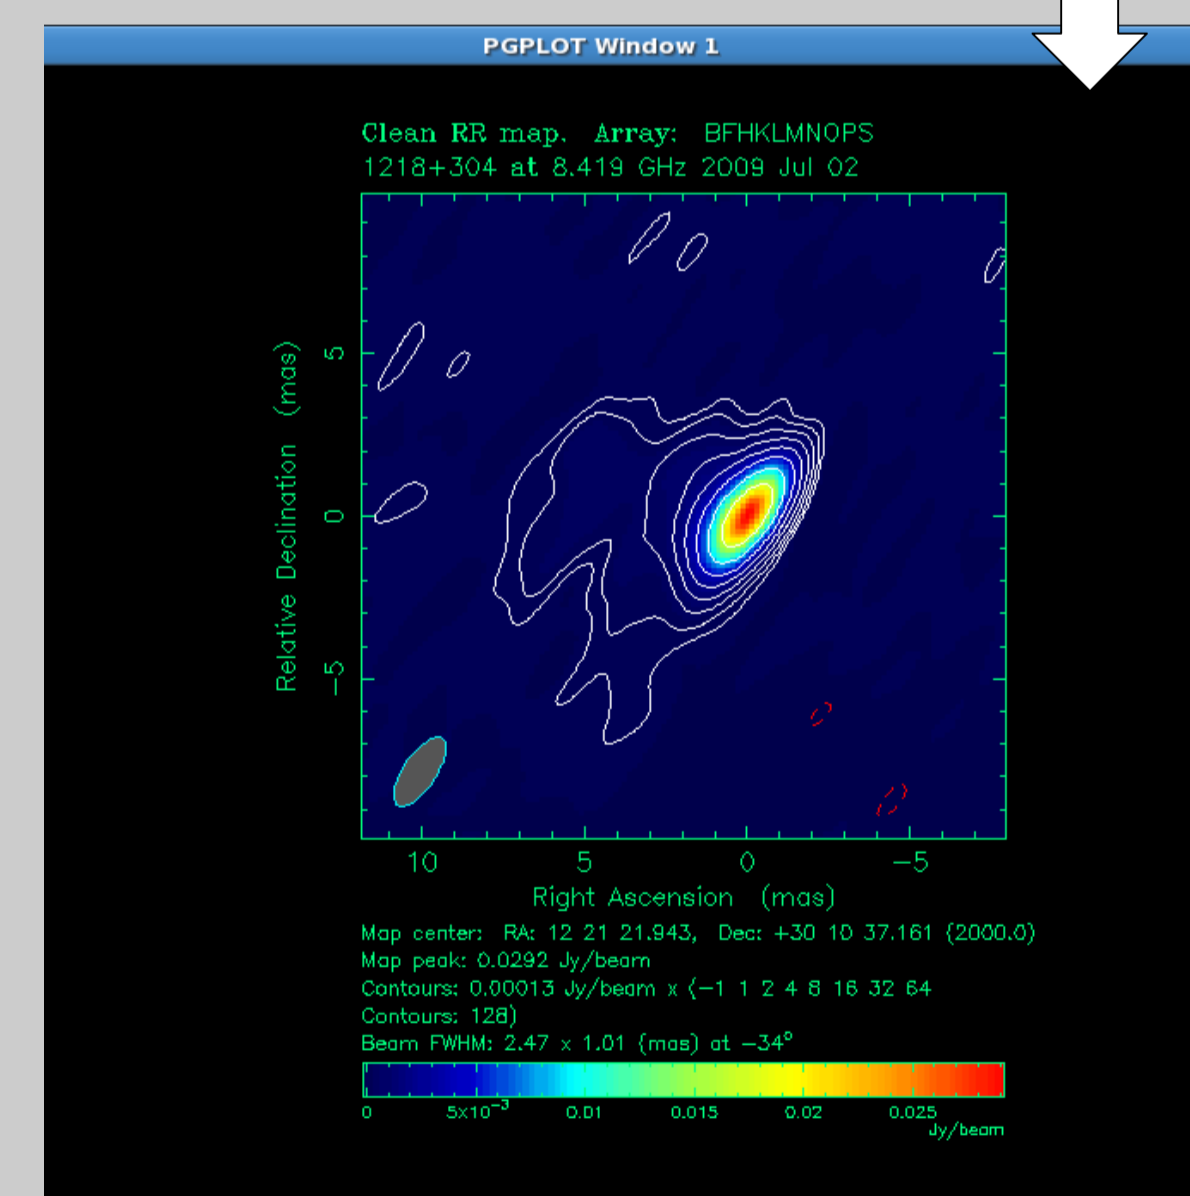 PGPLOT Window 1
Clean RR map. Array: BFHKLMNOPS
1218+304 at 8.419 GHz 2009 Jul 02
Relative Declination (mas)
5
0
−5
10 5 0 −5
Right Ascension (mas)
Map center: RA: 12 21 21.943, Dec: +30 10 37.161 (2000.0)
Map peak: 0.0292 Jy/beam
Contours: 0.00013 Jy/beam x (−1 1 2 4 8 16 32 64
Contours: 128)
Beam FWHM: 2.47 x 1.01 (mas) at −34°
0 5×10⁻³ 0.01 0.015 0.02 0.025
Jy/beam